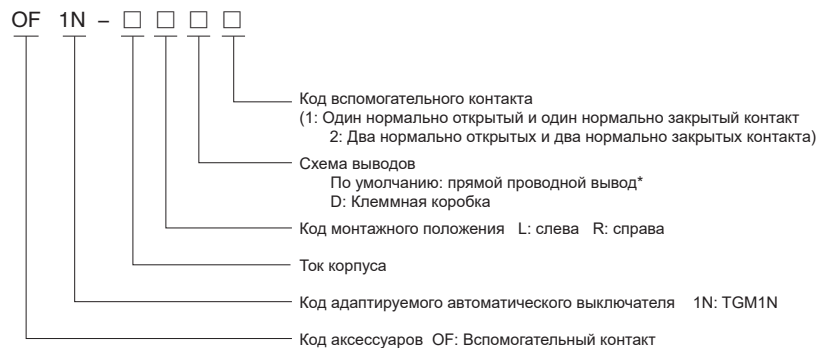 OF 1N – □ □ □ □
Код вспомогательного контакта
(1: Один нормально открытый и один нормально закрытый контакт
2: Два нормально открытых и два нормально закрытых контакта)
Схема выводов
По умолчанию: прямой проводной вывод*
D: Клеммная коробка
Код монтажного положения L: слева R: справа
Ток корпуса
Код адаптируемого автоматического выключателя 1N: TGM1N
Код аксессуаров OF: Вспомогательный контакт